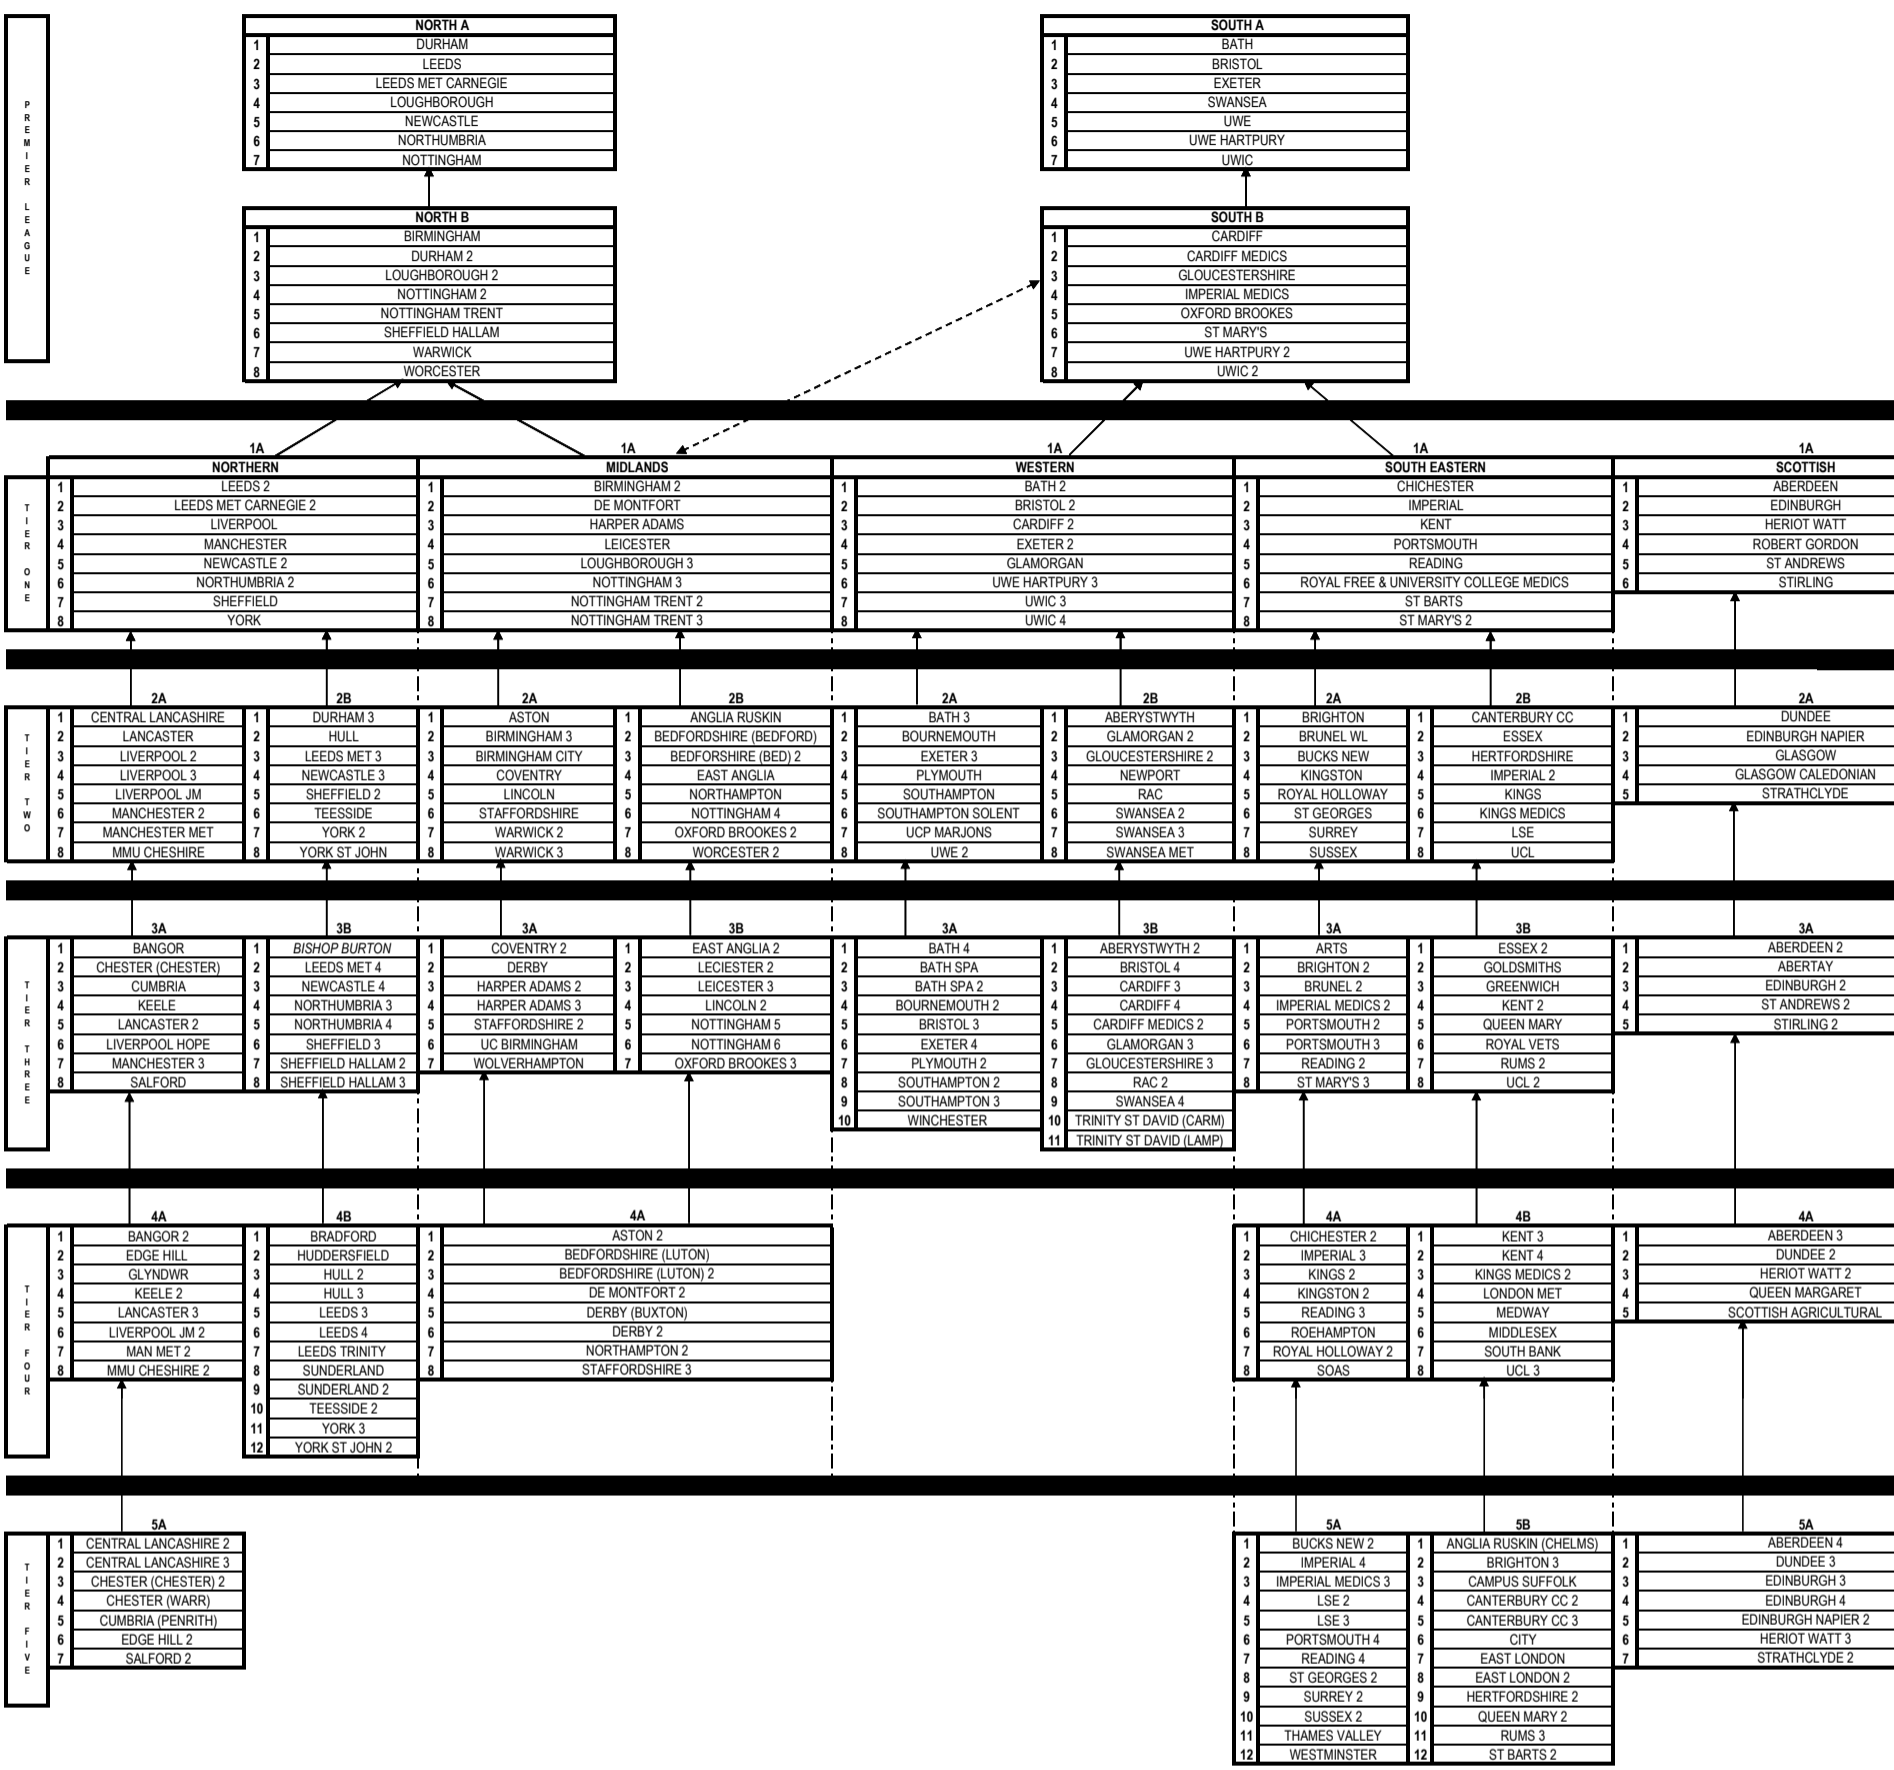 PREMIER LEAGUE
NORTH A
1 DURHAM
2 LEEDS
3 LEEDS MET CARNEGIE
4 LOUGHBOROUGH
5 NEWCASTLE
6 NORTHUMBRIA
7 NOTTINGHAM
SOUTH A
1 BATH
2 BRISTOL
3 EXETER
4 SWANSEA
5 UWE
6 UWE HARTPURY
7 UWIC
NORTH B
1 BIRMINGHAM
2 DURHAM 2
3 LOUGHBOROUGH 2
4 NOTTINGHAM 2
5 NOTTINGHAM TRENT
6 SHEFFIELD HALLAM
7 WARWICK
8 WORCESTER
SOUTH B
1 CARDIFF
2 CARDIFF MEDICS
3 GLOUCESTERSHIRE
4 IMPERIAL MEDICS
5 OXFORD BROOKES
6 ST MARY'S
7 UWE HARTPURY 2
8 UWIC 2
TIER ONE
1A
NORTHERN
1 LEEDS 2
2 LEEDS MET CARNEGIE 2
3 LIVERPOOL
4 MANCHESTER
5 NEWCASTLE 2
6 NORTHUMBRIA 2
7 SHEFFIELD
8 YORK
1A
MIDLANDS
1 BIRMINGHAM 2
2 DE MONTFORT
3 HARPER ADAMS
4 LEICESTER
5 LOUGHBOROUGH 3
6 NOTTINGHAM 3
7 NOTTINGHAM TRENT 2
8 NOTTINGHAM TRENT 3
1A
WESTERN
1 BATH 2
2 BRISTOL 2
3 CARDIFF 2
4 EXETER 2
5 GLAMORGAN
6 UWE HARTPURY 3
7 UWIC 3
8 UWIC 4
1A
SOUTH EASTERN
1 CHICHESTER
2 IMPERIAL
3 KENT
4 PORTSMOUTH
5 READING
6 ROYAL FREE & UNIVERSITY COLLEGE MEDICS
7 ST BARTS
8 ST MARY'S 2
1A
SCOTTISH
1 ABERDEEN
2 EDINBURGH
3 HERIOT WATT
4 ROBERT GORDON
5 ST ANDREWS
6 STIRLING
TIER TWO
2A
1 CENTRAL LANCASHIRE
2 LANCASTER
3 LIVERPOOL 2
4 LIVERPOOL 3
5 LIVERPOOL JM
6 MANCHESTER 2
7 MANCHESTER MET
8 MMU CHESHIRE
2B
1 DURHAM 3
2 HULL
3 LEEDS MET 3
4 NEWCASTLE 3
5 SHEFFIELD 2
6 TEESSIDE
7 YORK 2
8 YORK ST JOHN
2A
1 ASTON
2 BIRMINGHAM 3
3 BIRMINGHAM CITY
4 COVENTRY
5 LINCOLN
6 STAFFORDSHIRE
7 WARWICK 2
8 WARWICK 3
2B
1 ANGLIA RUSKIN
2 BEDFORDSHIRE (BEDFORD)
3 BEDFORSHIRE (BED) 2
4 EAST ANGLIA
5 NORTHAMPTON
6 NOTTINGHAM 4
7 OXFORD BROOKES 2
8 WORCESTER 2
2A
1 BATH 3
2 BOURNEMOUTH
3 EXETER 3
4 PLYMOUTH
5 SOUTHAMPTON
6 SOUTHAMPTON SOLENT
7 UCP MARJONS
8 UWE 2
2B
1 ABERYSTWYTH
2 GLAMORGAN 2
3 GLOUCESTERSHIRE 2
4 NEWPORT
5 RAC
6 SWANSEA 2
7 SWANSEA 3
8 SWANSEA MET
2A
1 BRIGHTON
2 BRUNEL WL
3 BUCKS NEW
4 KINGSTON
5 ROYAL HOLLOWAY
6 ST GEORGES
7 SURREY
8 SUSSEX
2B
1 CANTERBURY CC
2 ESSEX
3 HERTFORDSHIRE
4 IMPERIAL 2
5 KINGS
6 KINGS MEDICS
7 LSE
8 UCL
2A
1 DUNDEE
2 EDINBURGH NAPIER
3 GLASGOW
4 GLASGOW CALEDONIAN
5 STRATHCLYDE
TIER THREE
3A
1 BANGOR
2 CHESTER (CHESTER)
3 CUMBRIA
4 KEELE
5 LANCASTER 2
6 LIVERPOOL HOPE
7 MANCHESTER 3
8 SALFORD
3B
1 BISHOP BURTON
2 LEEDS MET 4
3 NEWCASTLE 4
4 NORTHUMBRIA 3
5 NORTHUMBRIA 4
6 SHEFFIELD 3
7 SHEFFIELD HALLAM 2
8 SHEFFIELD HALLAM 3
3A
1 COVENTRY 2
2 DERBY
3 HARPER ADAMS 2
4 HARPER ADAMS 3
5 STAFFORDSHIRE 2
6 UC BIRMINGHAM
7 WOLVERHAMPTON
3B
1 EAST ANGLIA 2
2 LECIESTER 2
3 LEICESTER 3
4 LINCOLN 2
5 NOTTINGHAM 5
6 NOTTINGHAM 6
7 OXFORD BROOKES 3
3A
1 BATH 4
2 BATH SPA
3 BATH SPA 2
4 BOURNEMOUTH 2
5 BRISTOL 3
6 EXETER 4
7 PLYMOUTH 2
8 SOUTHAMPTON 2
9 SOUTHAMPTON 3
10 WINCHESTER
3B
1 ABERYSTWYTH 2
2 BRISTOL 4
3 CARDIFF 3
4 CARDIFF 4
5 CARDIFF MEDICS 2
6 GLAMORGAN 3
7 GLOUCESTERSHIRE 3
8 RAC 2
9 SWANSEA 4
10 TRINITY ST DAVID (CARM)
11 TRINITY ST DAVID (LAMP)
3A
1 ARTS
2 BRIGHTON 2
3 BRUNEL 2
4 IMPERIAL MEDICS 2
5 PORTSMOUTH 2
6 PORTSMOUTH 3
7 READING 2
8 ST MARY'S 3
3B
1 ESSEX 2
2 GOLDSMITHS
3 GREENWICH
4 KENT 2
5 QUEEN MARY
6 ROYAL VETS
7 RUMS 2
8 UCL 2
3A
1 ABERDEEN 2
2 ABERTAY
3 EDINBURGH 2
4 ST ANDREWS 2
5 STIRLING 2
TIER FOUR
4A
1 BANGOR 2
2 EDGE HILL
3 GLYNDWR
4 KEELE 2
5 LANCASTER 3
6 LIVERPOOL JM 2
7 MAN MET 2
8 MMU CHESHIRE 2
4B
1 BRADFORD
2 HUDDERSFIELD
3 HULL 2
4 HULL 3
5 LEEDS 3
6 LEEDS 4
7 LEEDS TRINITY
8 SUNDERLAND
9 SUNDERLAND 2
10 TEESSIDE 2
11 YORK 3
12 YORK ST JOHN 2
4A
1 ASTON 2
2 BEDFORDSHIRE (LUTON)
3 BEDFORDSHIRE (LUTON) 2
4 DE MONTFORT 2
5 DERBY (BUXTON)
6 DERBY 2
7 NORTHAMPTON 2
8 STAFFORDSHIRE 3
4A
1 CHICHESTER 2
2 IMPERIAL 3
3 KINGS 2
4 KINGSTON 2
5 READING 3
6 ROEHAMPTON
7 ROYAL HOLLOWAY 2
8 SOAS
4B
1 KENT 3
2 KENT 4
3 KINGS MEDICS 2
4 LONDON MET
5 MEDWAY
6 MIDDLESEX
7 SOUTH BANK
8 UCL 3
4A
1 ABERDEEN 3
2 DUNDEE 2
3 HERIOT WATT 2
4 QUEEN MARGARET
5 SCOTTISH AGRICULTURAL
TIER FIVE
5A
1 CENTRAL LANCASHIRE 2
2 CENTRAL LANCASHIRE 3
3 CHESTER (CHESTER) 2
4 CHESTER (WARR)
5 CUMBRIA (PENRITH)
6 EDGE HILL 2
7 SALFORD 2
5A
1 BUCKS NEW 2
2 IMPERIAL 4
3 IMPERIAL MEDICS 3
4 LSE 2
5 LSE 3
6 PORTSMOUTH 4
7 READING 4
8 ST GEORGES 2
9 SURREY 2
10 SUSSEX 2
11 THAMES VALLEY
12 WESTMINSTER
5B
1 ANGLIA RUSKIN (CHELMS)
2 BRIGHTON 3
3 CAMPUS SUFFOLK
4 CANTERBURY CC 2
5 CANTERBURY CC 3
6 CITY
7 EAST LONDON
8 EAST LONDON 2
9 HERTFORDSHIRE 2
10 QUEEN MARY 2
11 RUMS 3
12 ST BARTS 2
5A
1 ABERDEEN 4
2 DUNDEE 3
3 EDINBURGH 3
4 EDINBURGH 4
5 EDINBURGH NAPIER 2
6 HERIOT WATT 3
7 STRATHCLYDE 2